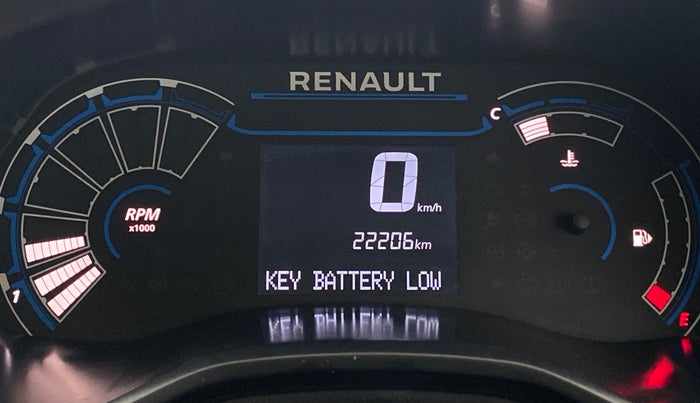 RENAULT
C
0 km/h
RPM
x1000
22206km
KEY BATTERY LOW
1
E